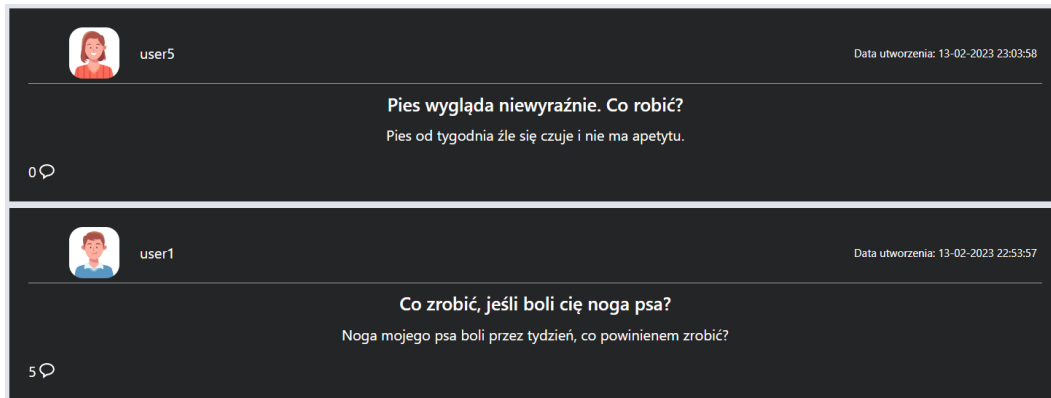 user5
Data utworzenia: 13-02-2023 23:03:58
Pies wygląda niewyraźnie. Co robić?
Pies od tygodnia źle się czuje i nie ma apetytu.
0
user1
Data utworzenia: 13-02-2023 22:53:57
Co zrobić, jeśli boli cię noga psa?
Noga mojego psa boli przez tydzień, co powinienem zrobić?
5